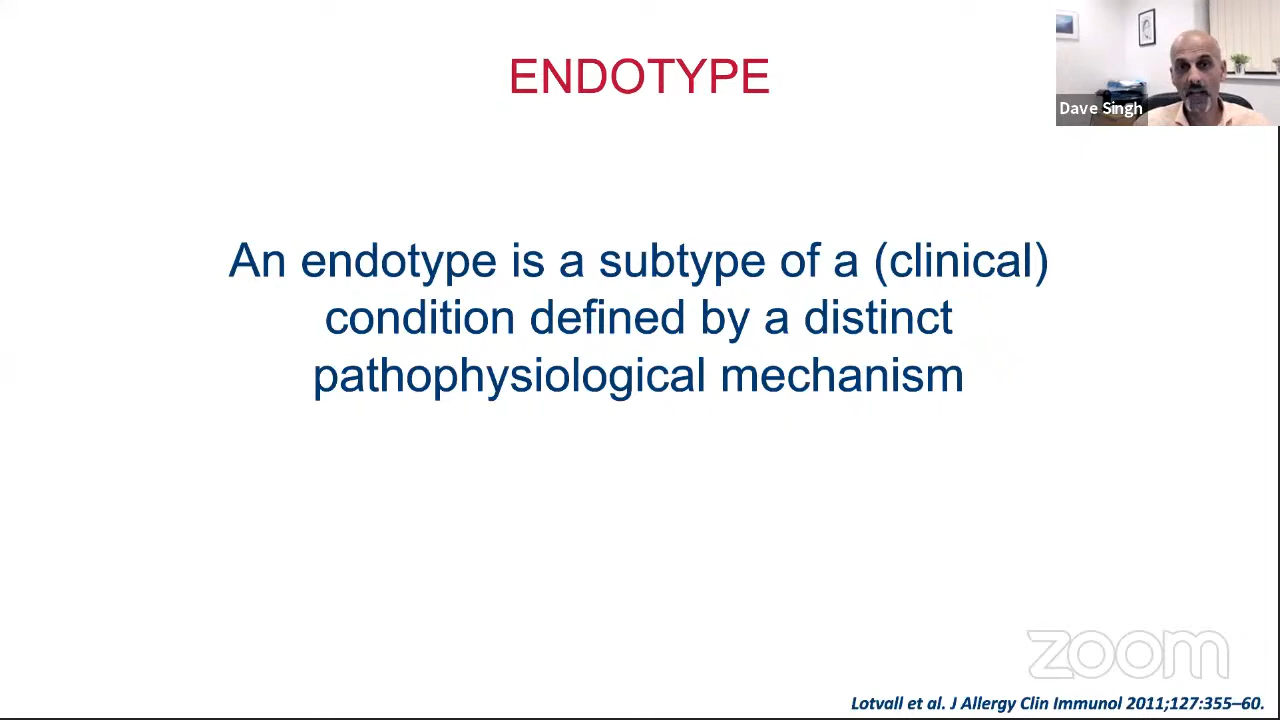 ENDOTYPE
Dave Singh
An endotype is a subtype of a (clinical)
condition defined by a distinct
pathophysiological mechanism
zoom
Lotvall et al. J Allergy Clin Immunol 2011;127:355–60.